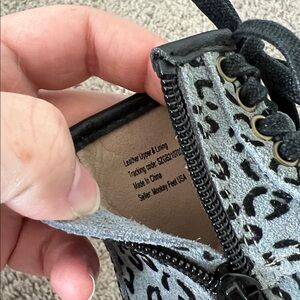 Leather Upper & Lining
Tracking code:
Made In China
Seller: Monkey Feet USA